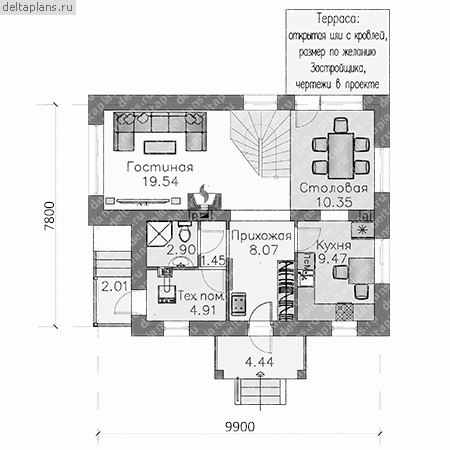 deltaplans.ru
Терраса:
открытая или с кровлей,
размер по желанию
Застройщика,
чертежи в проекте
Гостиная
19.54
Столовая
10.35
7800
2.90
1.45
Прихожая
8.07
Кухня
9.47
2.01
Тех.пом.
4.91
4.44
9900